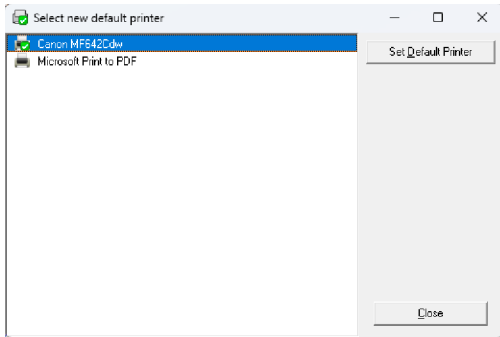 Select new default printer
Canon MF642Cdw
Microsoft Print to PDF
Set Default Printer
Close